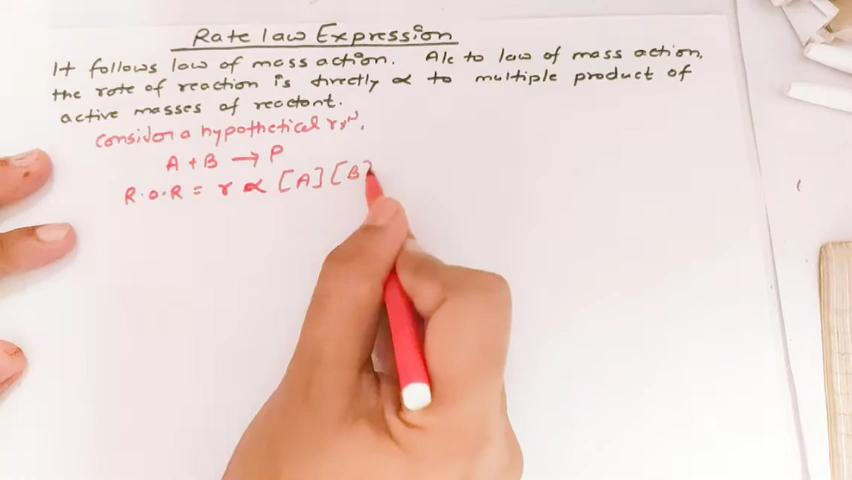 Rate law Expression
It follows law of mass action. Alc to law of mass action,
the rate of reaction is directly ∝ to multiple product of
active masses of reactant.
Consider a hypothetical rxⁿ,
A + B → P
R.O.R = r ∝ [A] [B]